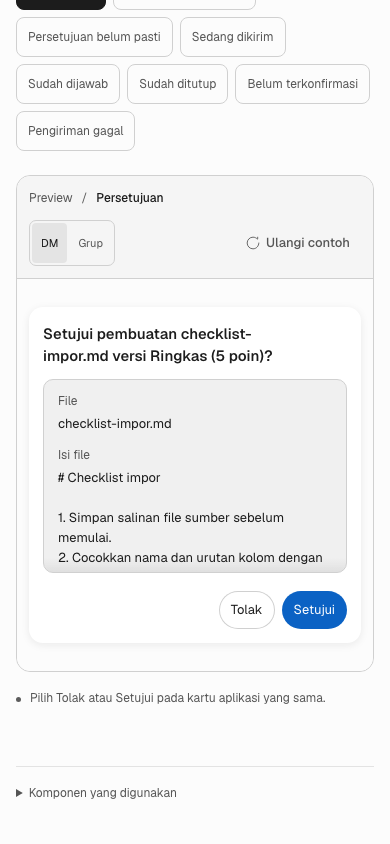 Persetujuan belum pasti
Sedang dikirim
Sudah dijawab
Sudah ditutup
Belum terkonfirmasi
Pengiriman gagal
Preview / Persetujuan
DM
Grup
Ulangi contoh
Setujui pembuatan checklist-
impor.md versi Ringkas (5 poin)?
File
checklist-impor.md
Isi file
# Checklist impor
1. Simpan salinan file sumber sebelum
memulai.
2. Cocokkan nama dan urutan kolom dengan
Tolak
Setujui
Pilih Tolak atau Setujui pada kartu aplikasi yang sama.
Komponen yang digunakan